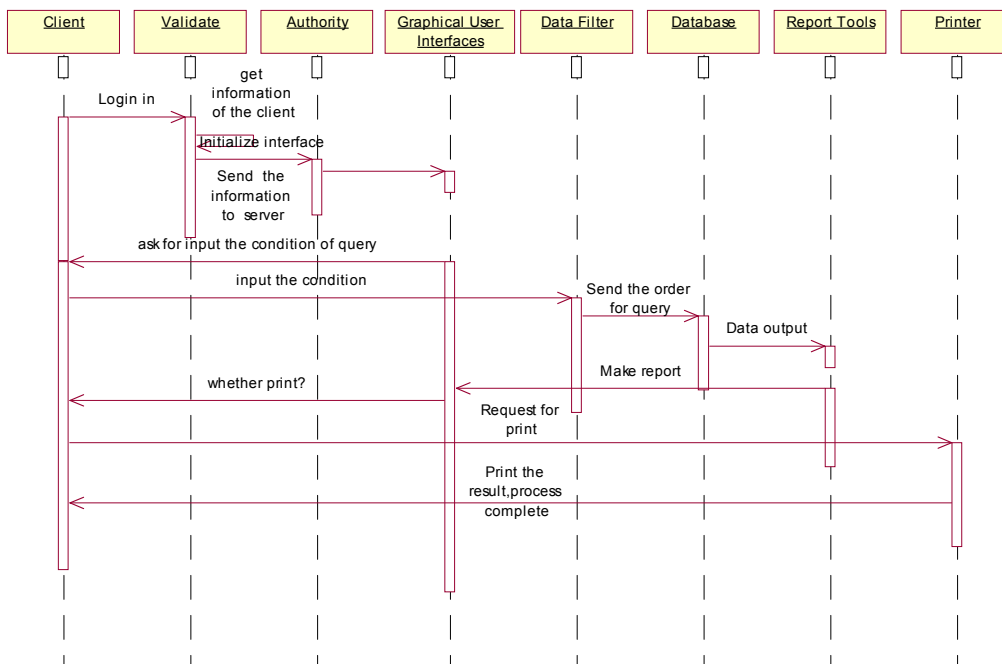 Client
Validate
Authority
Graphical User
Interfaces
Data Filter
Database
Report Tools
Printer
get
information
of the client
Login in
Initialize interface
Send the
information
to server
ask for input the condition of query
input the condition
Send the order
for query
Data output
Make report
whether print?
Request for
print
Print the
result,process
complete